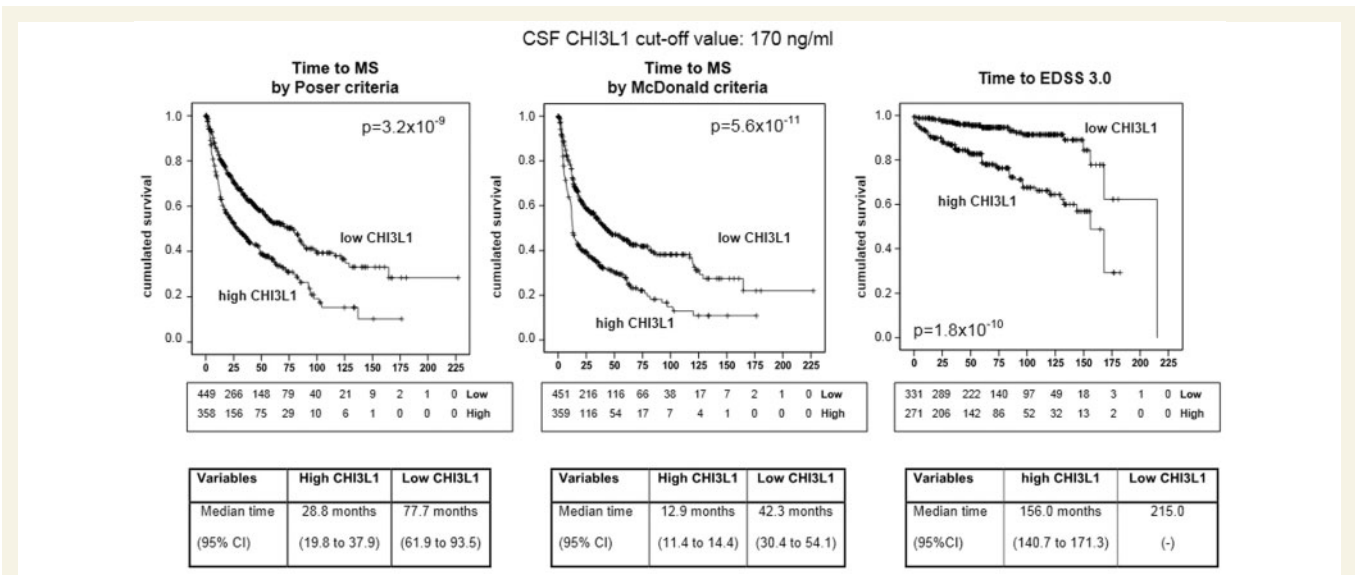 CSF CHI3L1 cut-off value: 170 ng/ml
Time to MS
by Poser criteria
cumulated survival
1.0
0.8
0.6
0.4
0.2
0.0
p=3.2x10-9
low CHI3L1
high CHI3L1
0 25 50 75 100 125 150 175 200 225
449 266 148 79 40 21 9 2 1 0 Low
358 156 75 29 10 6 1 0 0 0 High
Time to MS
by McDonald criteria
cumulated survival
1.0
0.8
0.6
0.4
0.2
0.0
p=5.6x10-11
low CHI3L1
high CHI3L1
0 25 50 75 100 125 150 175 200 225
451 216 116 66 38 17 7 2 1 0 Low
359 116 54 17 7 4 1 0 0 0 High
Time to EDSS 3.0
cumulated survival
1.0
0.8
0.6
0.4
0.2
0.0
low CHI3L1
high CHI3L1
p=1.8x10-10
0 25 50 75 100 125 150 175 200 225
331 289 222 140 97 49 18 3 1 0 Low
271 206 142 86 52 32 13 2 0 0 High
Variables High CHI3L1 Low CHI3L1
Median time 28.8 months 77.7 months
(95% CI) (19.8 to 37.9) (61.9 to 93.5)
Variables High CHI3L1 Low CHI3L1
Median time 12.9 months 42.3 months
(95% CI) (11.4 to 14.4) (30.4 to 54.1)
Variables high CHI3L1 Low CHI3L1
Median time 156.0 months 215.0
(95%CI) (140.7 to 171.3) (-)